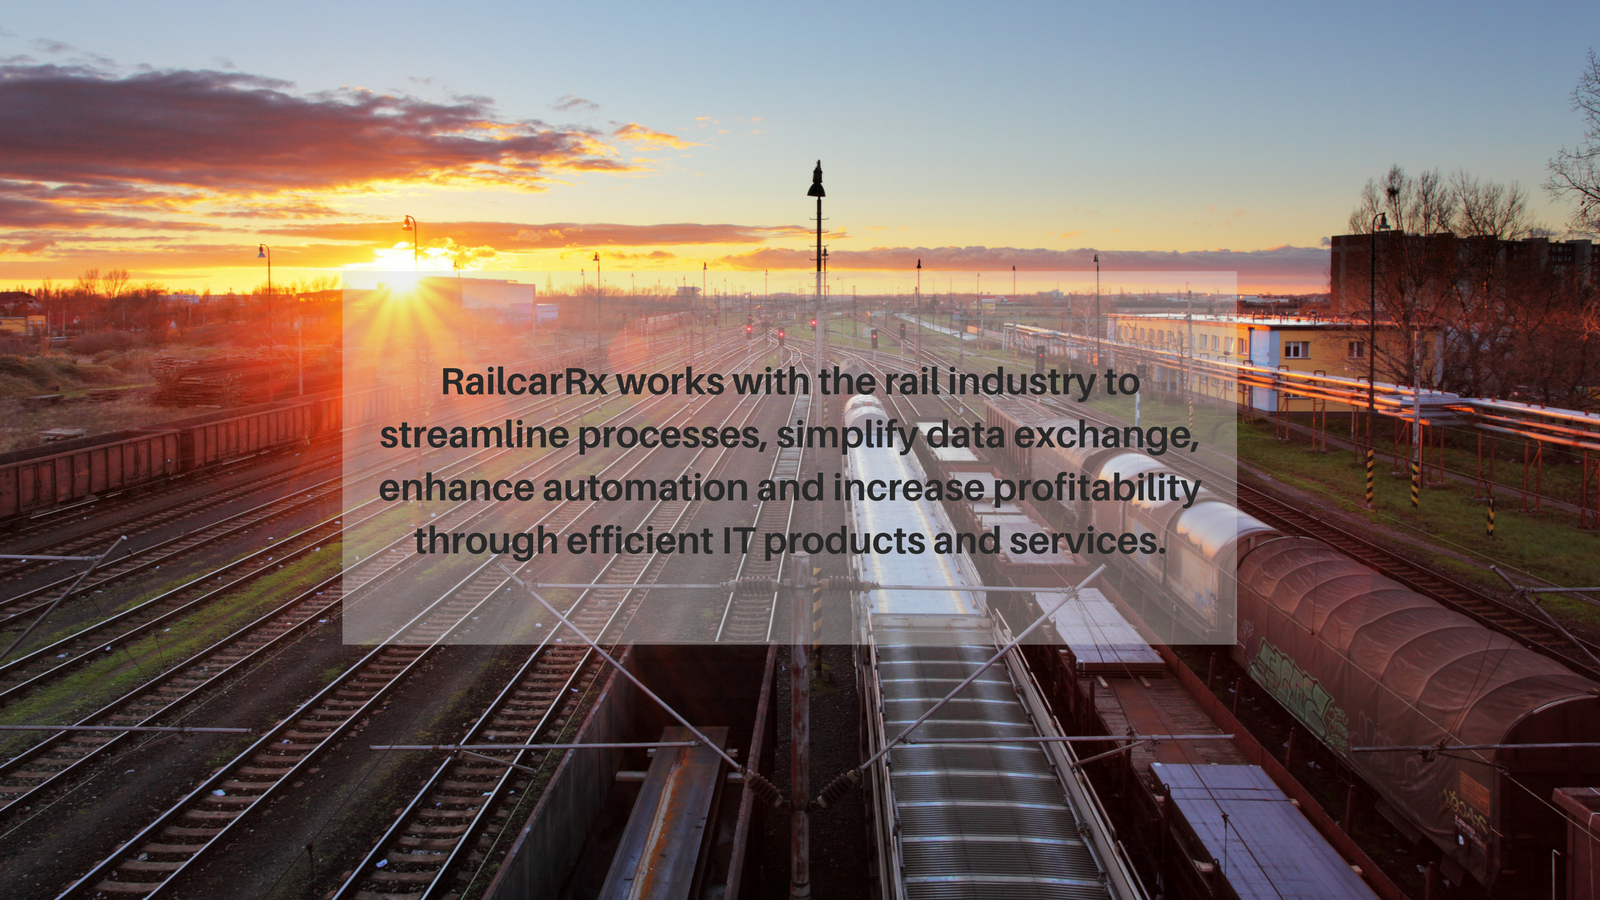 RailcarRx works with the rail industry to
streamline processes, simplify data exchange,
enhance automation and increase profitability
through efficient IT products and services.